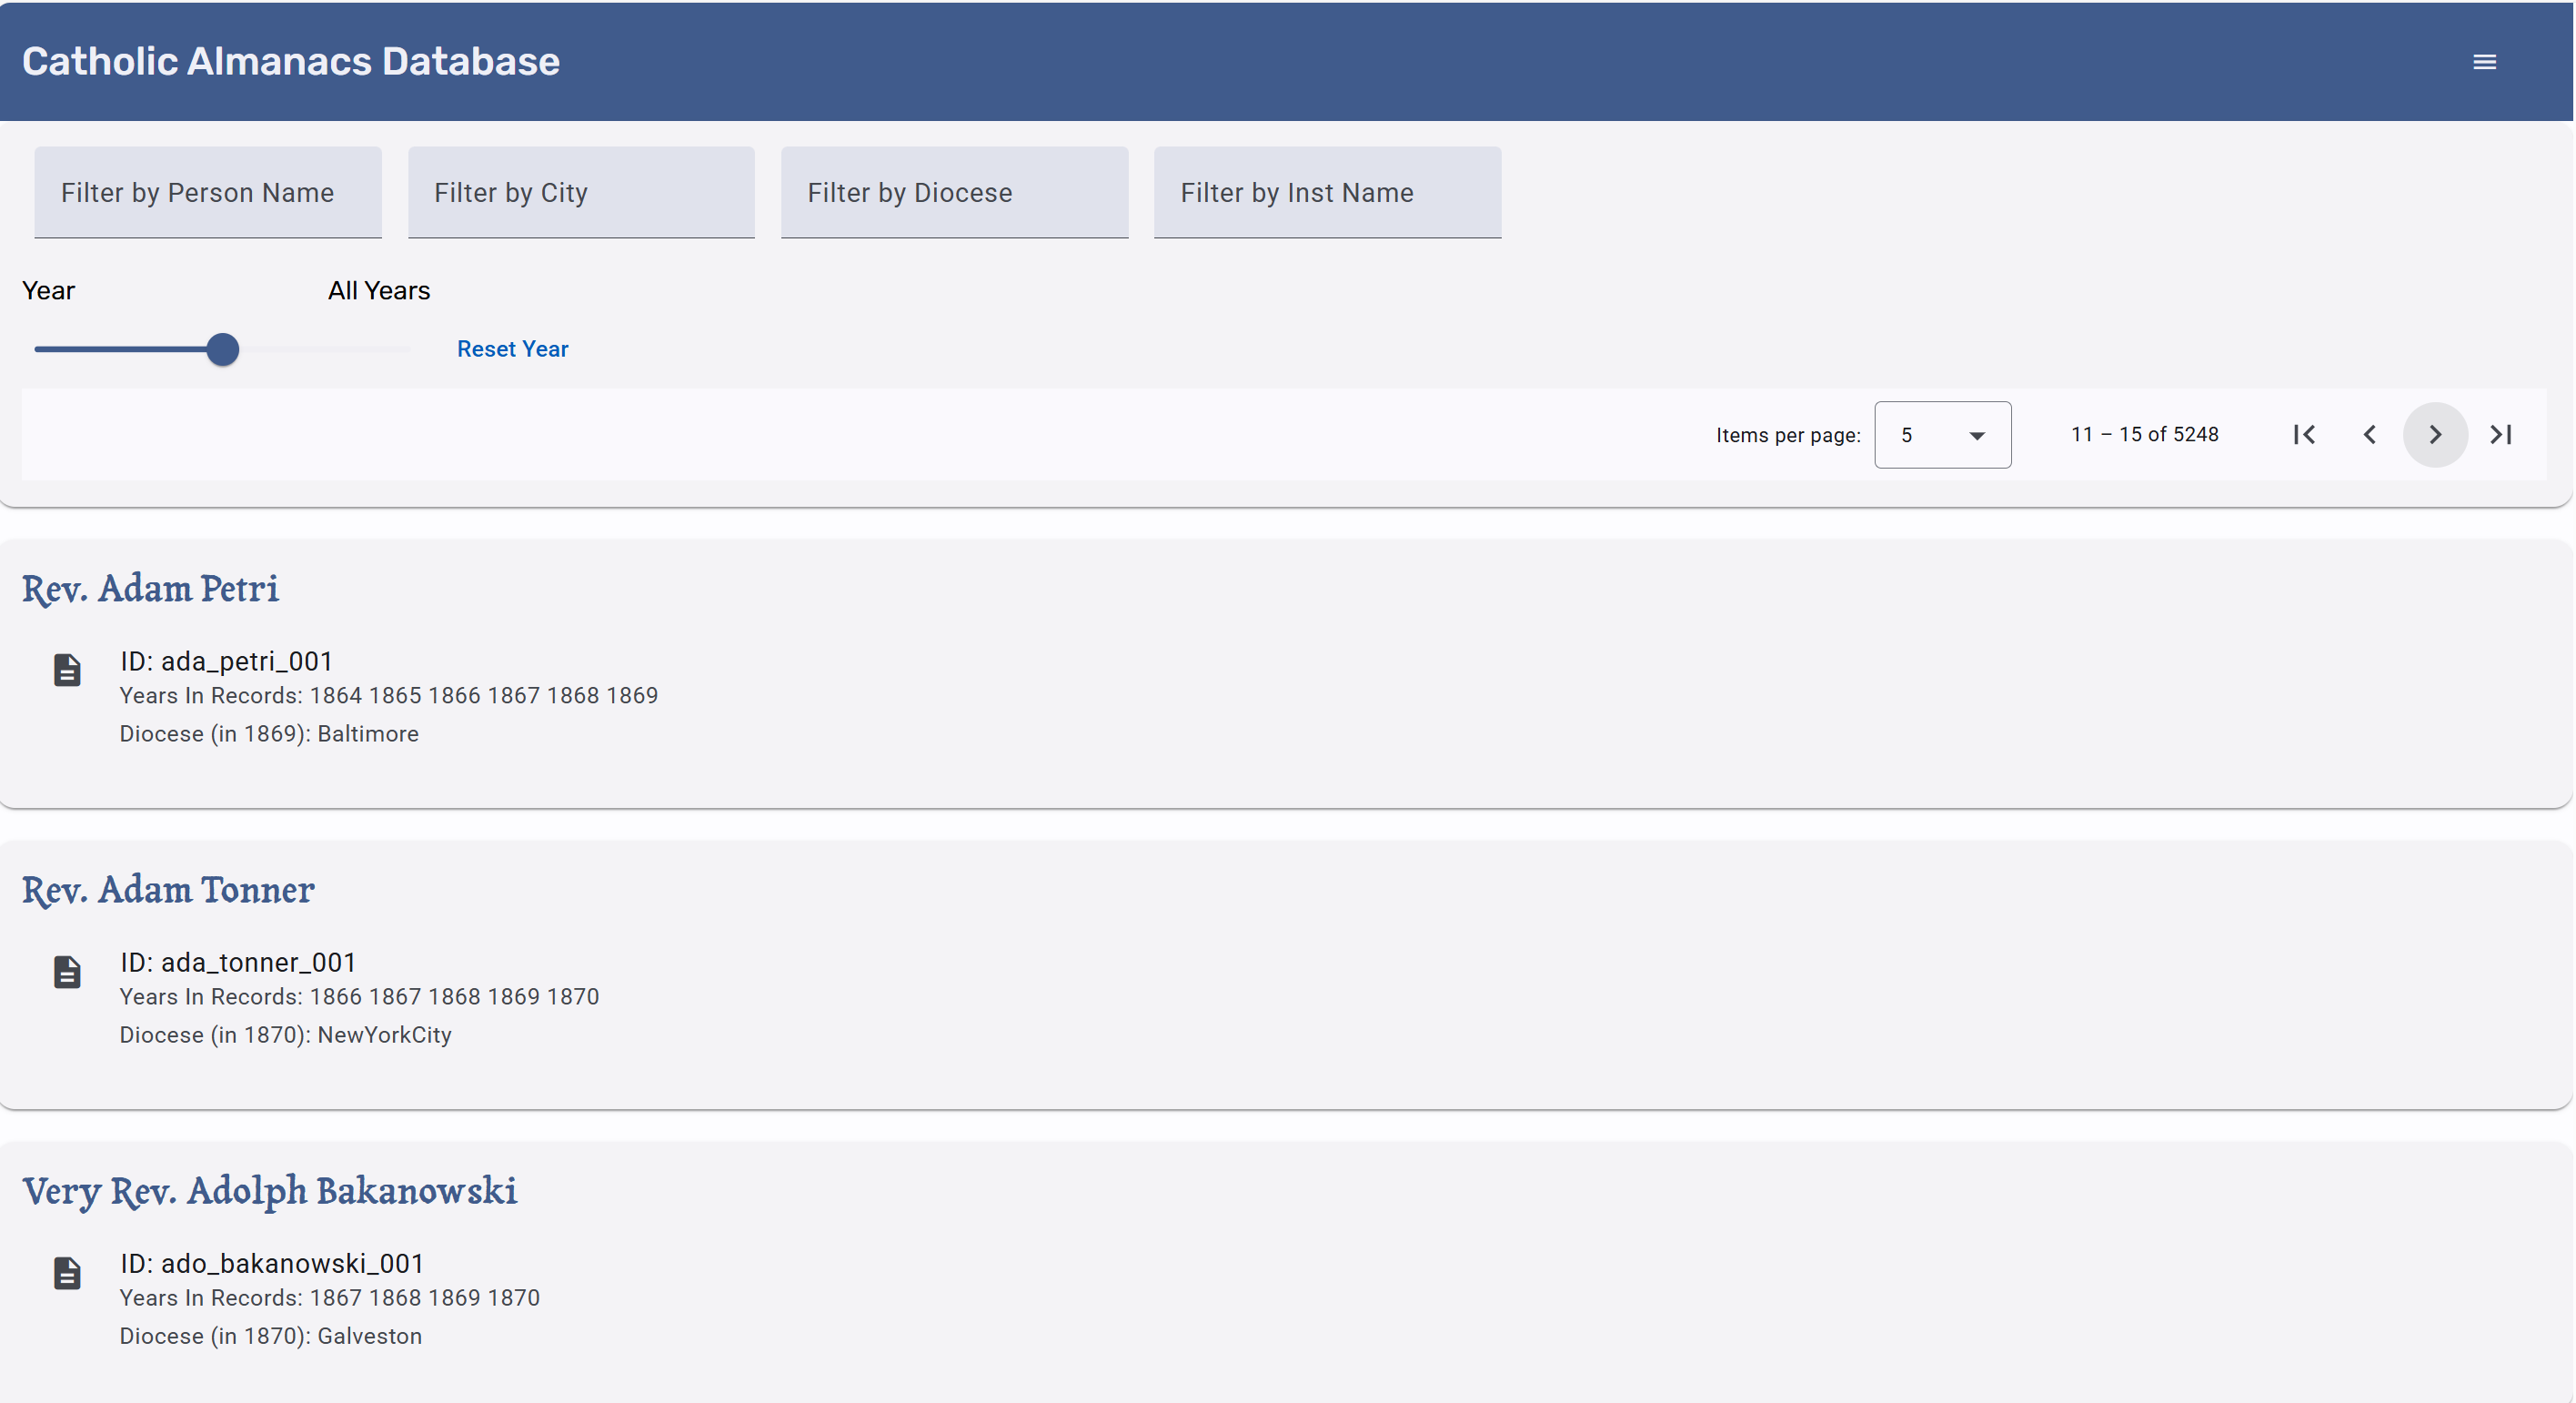 Catholic Almanacs Database
Filter by Person Name
Filter by City
Filter by Diocese
Filter by Inst Name
Year
All Years
Reset Year
Items per page: 5
11 – 15 of 5248
Rev. Adam Petri
ID: ada_petri_001
Years In Records: 1864 1865 1866 1867 1868 1869
Diocese (in 1869): Baltimore
Rev. Adam Tonner
ID: ada_tonner_001
Years In Records: 1866 1867 1868 1869 1870
Diocese (in 1870): NewYorkCity
Very Rev. Adolph Bakanowski
ID: ado_bakanowski_001
Years In Records: 1867 1868 1869 1870
Diocese (in 1870): Galveston